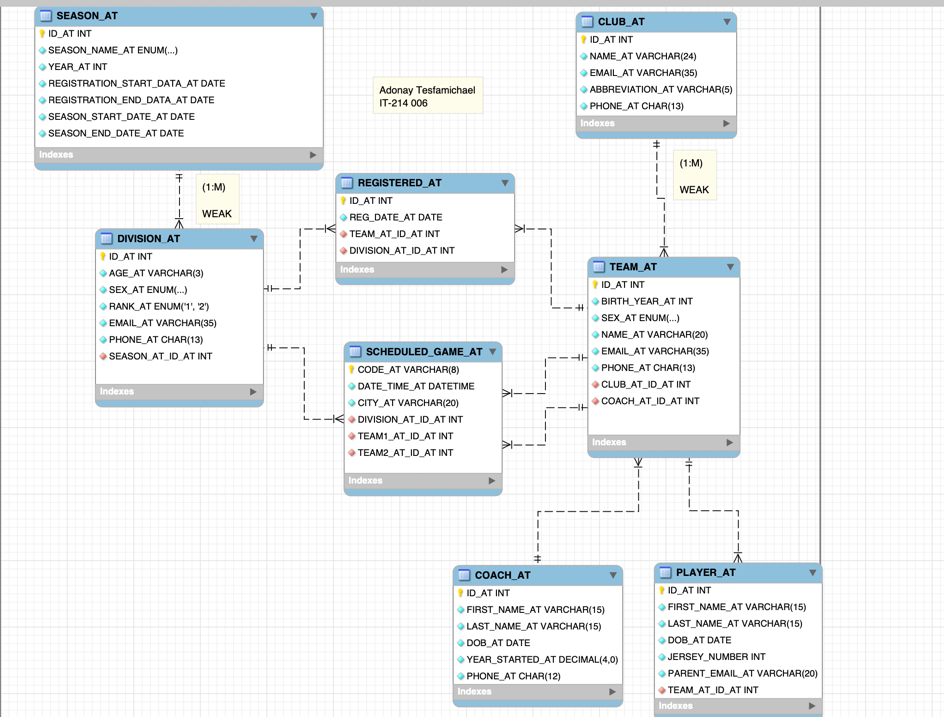 SEASON_AT
ID_AT INT
SEASON_NAME_AT ENUM(...)
YEAR_AT INT
REGISTRATION_START_DATA_AT DATE
REGISTRATION_END_DATA_AT DATE
SEASON_START_DATE_AT DATE
SEASON_END_DATE_AT DATE
Indexes
Adonay Tesfamichael
IT-214 006
CLUB_AT
ID_AT INT
NAME_AT VARCHAR(24)
EMAIL_AT VARCHAR(35)
ABBREVIATION_AT VARCHAR(5)
PHONE_AT CHAR(13)
Indexes
(1:M)
WEAK
(1:M)
WEAK
REGISTERED_AT
ID_AT INT
REG_DATE_AT DATE
TEAM_AT_ID_AT INT
DIVISION_AT_ID_AT INT
Indexes
DIVISION_AT
ID_AT INT
AGE_AT VARCHAR(3)
SEX_AT ENUM(...)
RANK_AT ENUM('1', '2')
EMAIL_AT VARCHAR(35)
PHONE_AT CHAR(13)
SEASON_AT_ID_AT INT
Indexes
TEAM_AT
ID_AT INT
BIRTH_YEAR_AT INT
SEX_AT ENUM(...)
NAME_AT VARCHAR(20)
EMAIL_AT VARCHAR(35)
PHONE_AT CHAR(13)
CLUB_AT_ID_AT INT
COACH_AT_ID_AT INT
Indexes
SCHEDULED_GAME_AT
CODE_AT VARCHAR(8)
DATE_TIME_AT DATETIME
CITY_AT VARCHAR(20)
DIVISION_AT_ID_AT INT
TEAM1_AT_ID_AT INT
TEAM2_AT_ID_AT INT
Indexes
COACH_AT
ID_AT INT
FIRST_NAME_AT VARCHAR(15)
LAST_NAME_AT VARCHAR(15)
DOB_AT DATE
YEAR_STARTED_AT DECIMAL(4,0)
PHONE_AT CHAR(12)
Indexes
PLAYER_AT
ID_AT INT
FIRST_NAME_AT VARCHAR(15)
LAST_NAME_AT VARCHAR(15)
DOB_AT DATE
JERSEY_NUMBER INT
PARENT_EMAIL_AT VARCHAR(20)
TEAM_AT_ID_AT INT
Indexes